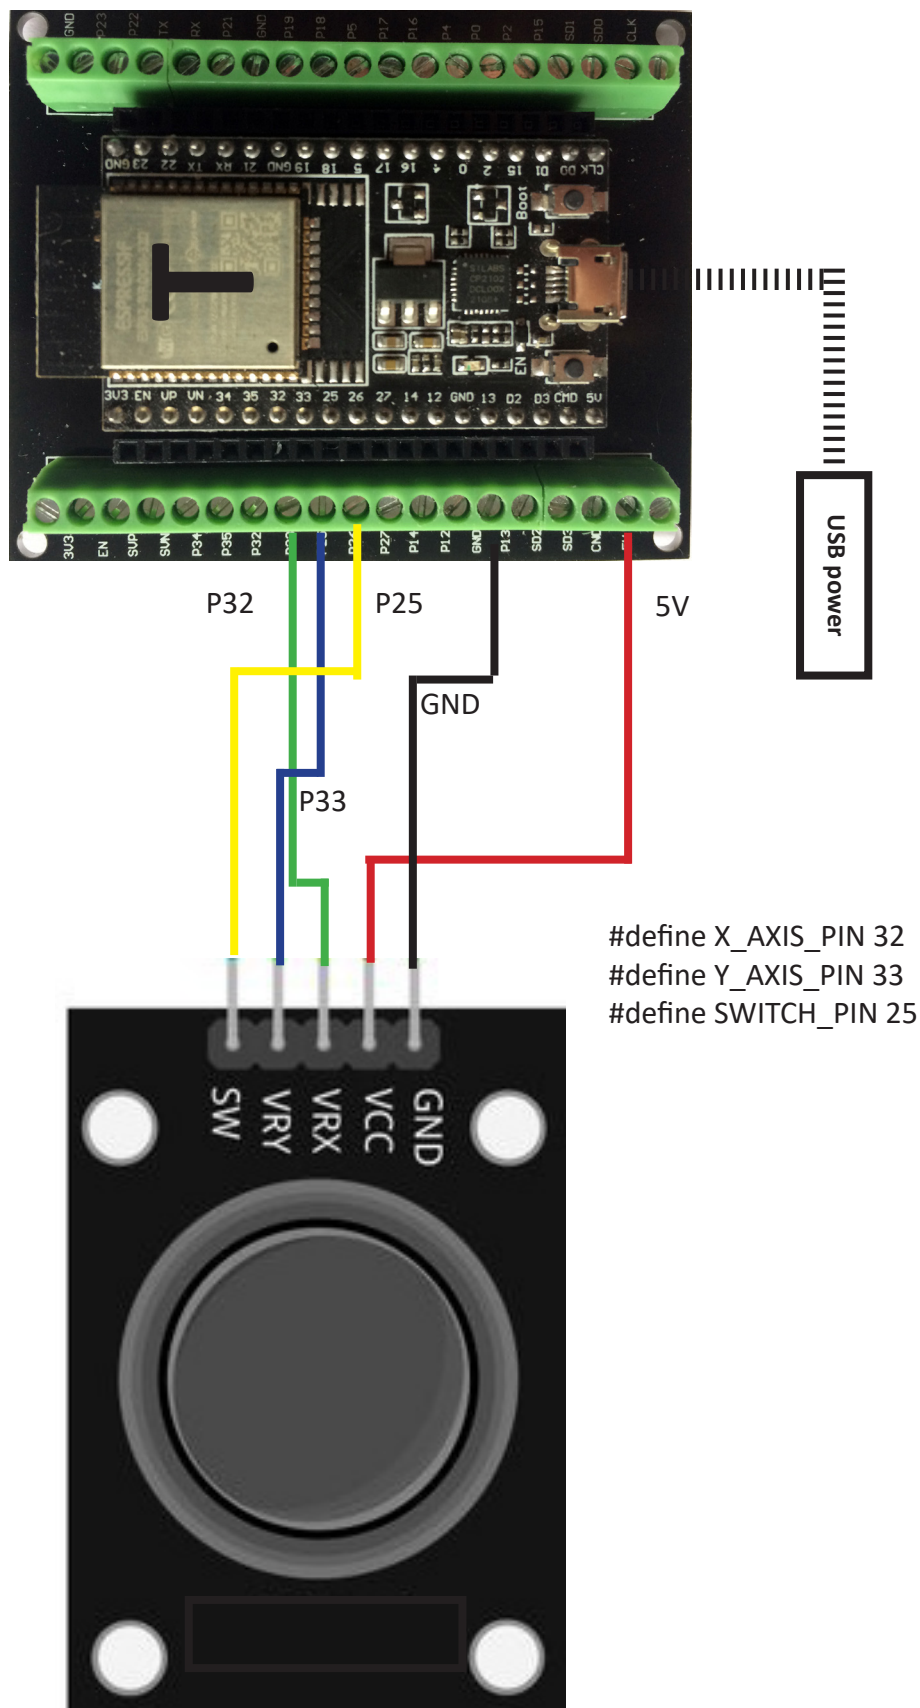 GND P23 P22 TX RX P21 GND P19 P18 P5 P17 P16 P4 P0 P2 P15 SD1 SD0 CLK
GND 23 22 TX RX 21 GND 19 18 5 17 16 4 0 2 15 D1 D0 CLK
Boot
SILABS
CP2102
T
EN
3V3 EN VP VN 34 35 32 33 25 26 27 14 12 GND 13 D2 D3 CMD 5V
3V3 EN SVP SVN P34 P35 P32 P27 P14 P12 GND P13 SD2 SD3 CND
USB power
P32
P25
5V
GND
P33
#define X_AXIS_PIN 32
#define Y_AXIS_PIN 33
#define SWITCH_PIN 25
SW
VRY
VRX
VCC
GND